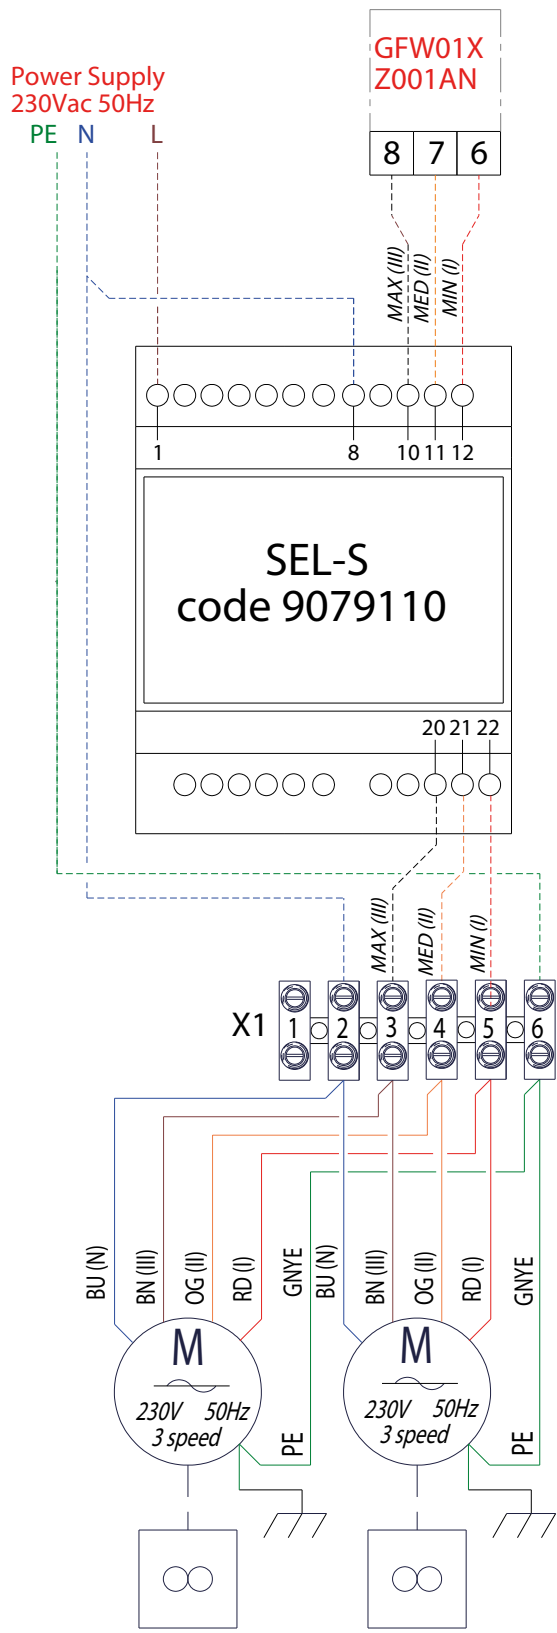 GFW01X
Z001AN
Power Supply
230Vac 50Hz
PE N L
8 7 6
MAX (III)
MED (II)
MIN (I)
1 8 10 11 12
SEL-S
code 9079110
20 21 22
MAX (III)
MED (II)
MIN (I)
X1 1 2 3 4 5 6
BU (N)
BN (III)
OG (II)
RD (I)
GNYE
BU (N)
BN (III)
OG (II)
RD (I)
GNYE
M
230V 50Hz
3 speed
PE
M
230V 50Hz
3 speed
PE